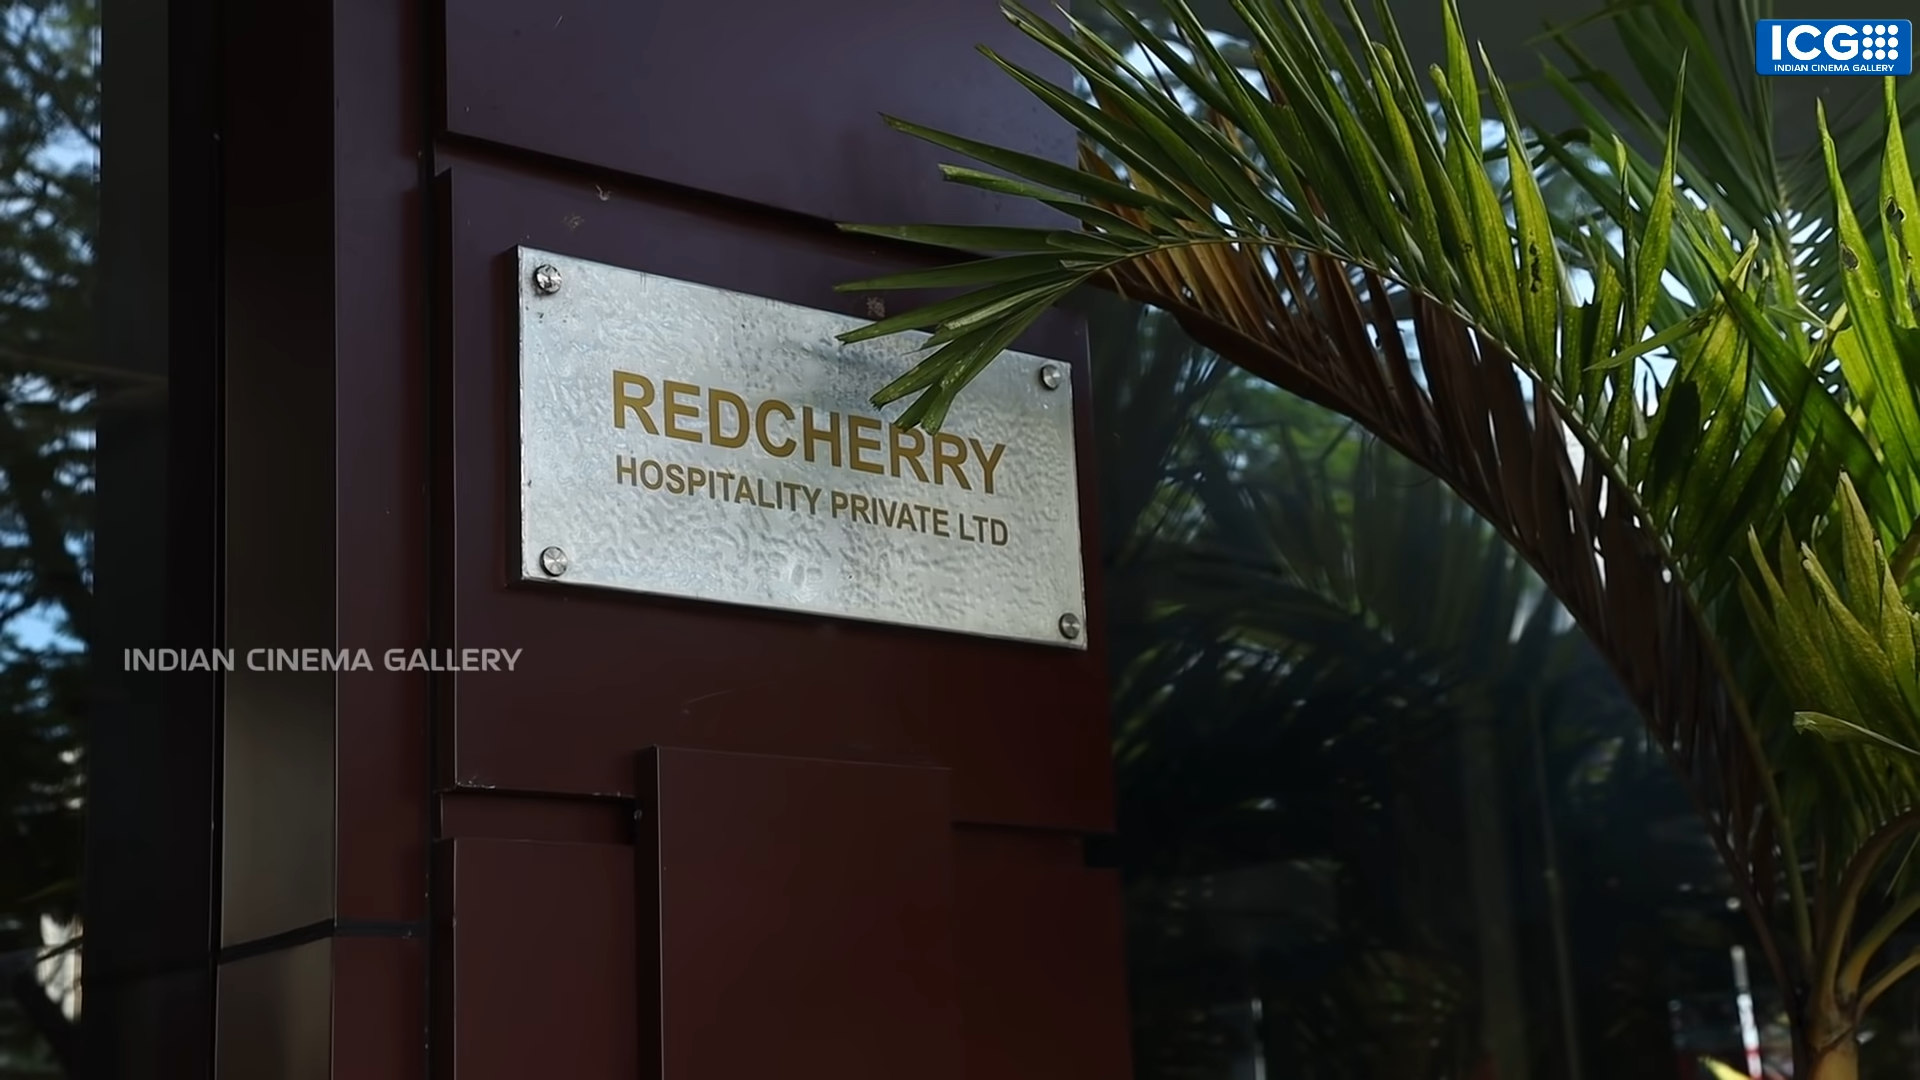 ICG
INDIAN CINEMA GALLERY
REDCHERRY
HOSPITALITY PRIVATE LTD
INDIAN CINEMA GALLERY